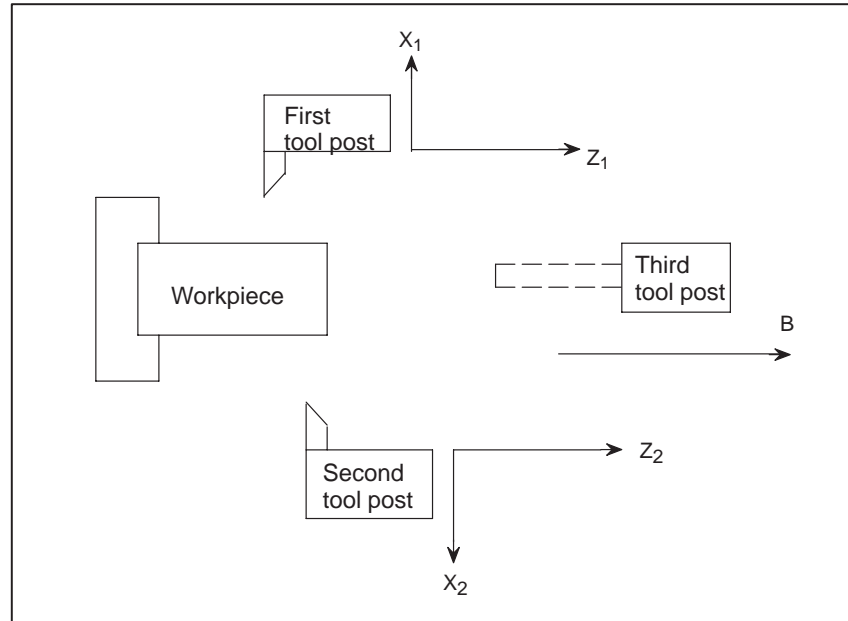 X1
First
tool post
Z1
Workpiece
Third
tool post
B
Second
tool post
Z2
X2